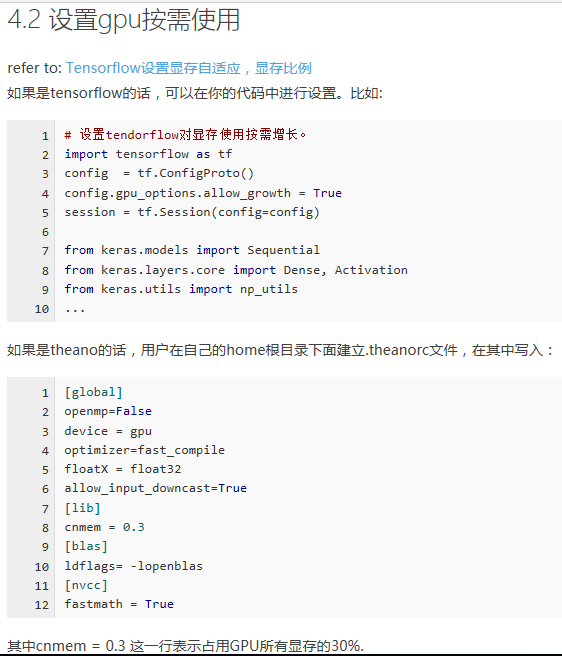 4.2 设置gpu按需使用
refer to: Tensorflow设置显存自适应，显存比例
如果是tensorflow的话，可以在你的代码中进行设置。比如:
1 # 设置tendorflow对显存使用按需增长。
2 import tensorflow as tf
3 config  = tf.ConfigProto()
4 config.gpu_options.allow_growth = True
5 session = tf.Session(config=config)
6
7 from keras.models import Sequential
8 from keras.layers.core import Dense, Activation
9 from keras.utils import np_utils
10 ...
如果是theano的话，用户在自己的home根目录下面建立.theanorc文件，在其中写入：
1 [global]
2 openmp=False
3 device = gpu
4 optimizer=fast_compile
5 floatX = float32
6 allow_input_downcast=True
7 [lib]
8 cnmem = 0.3
9 [blas]
10 ldflags= -lopenblas
11 [nvcc]
12 fastmath = True
其中cnmem = 0.3 这一行表示占用GPU所有显存的30%.